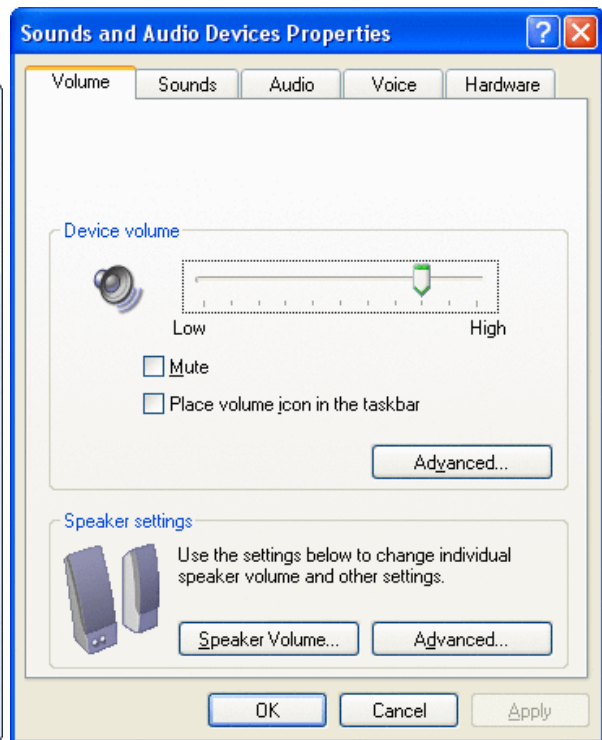 Sounds and Audio Devices Properties
Volume Sounds Audio Voice Hardware
Device volume
Low High
Mute
Place volume icon in the taskbar
Advanced...
Speaker settings
Use the settings below to change individual
speaker volume and other settings.
Speaker Volume... Advanced...
OK Cancel Apply